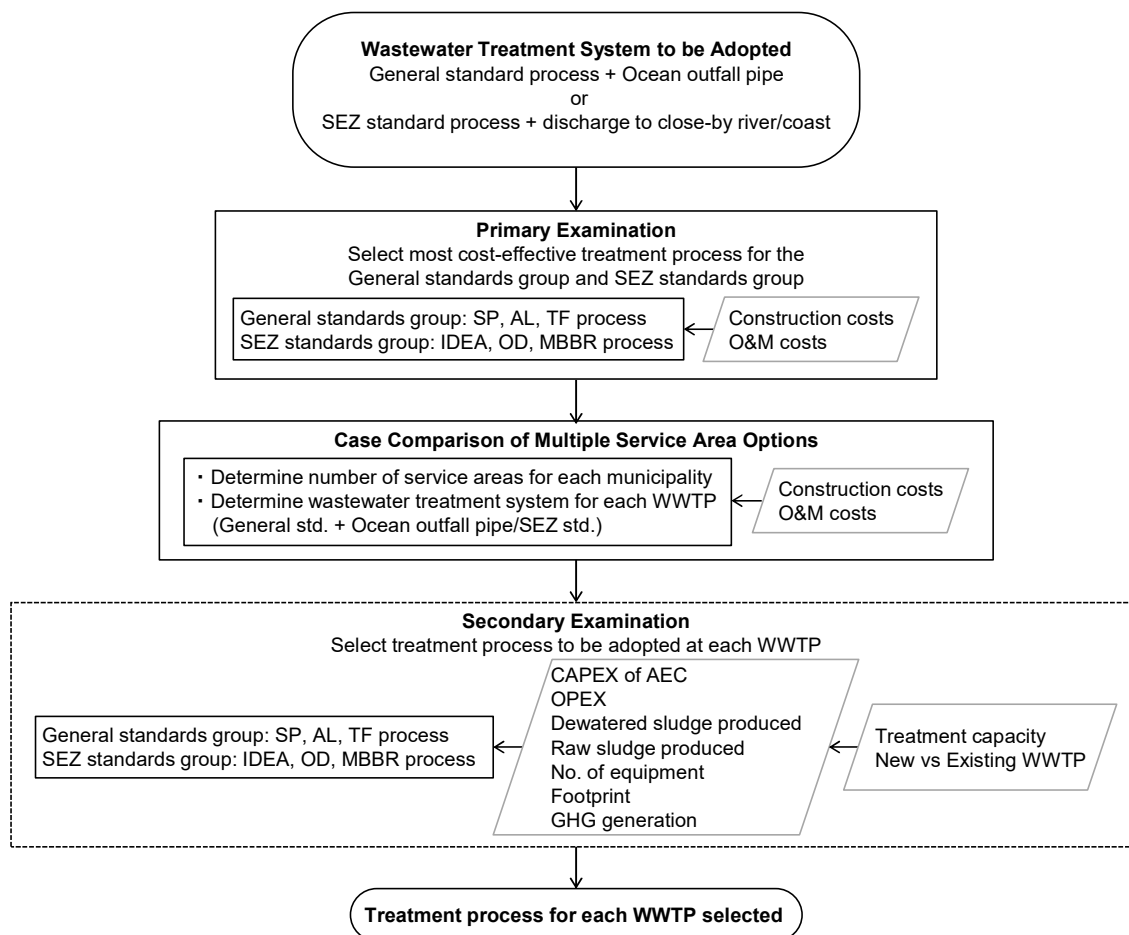 Wastewater Treatment System to be Adopted
General standard process + Ocean outfall pipe
or
SEZ standard process + discharge to close-by river/coast
Primary Examination
Select most cost-effective treatment process for the
General standards group and SEZ standards group
General standards group: SP, AL, TF process
SEZ standards group: IDEA, OD, MBBR process
Construction costs
O&M costs
Case Comparison of Multiple Service Area Options
・Determine number of service areas for each municipality
・Determine wastewater treatment system for each WWTP
(General std. + Ocean outfall pipe/SEZ std.)
Construction costs
O&M costs
Secondary Examination
Select treatment process to be adopted at each WWTP
General standards group: SP, AL, TF process
SEZ standards group: IDEA, OD, MBBR process
CAPEX of AEC
OPEX
Dewatered sludge produced
Raw sludge produced
No. of equipment
Footprint
GHG generation
Treatment capacity
New vs Existing WWTP
Treatment process for each WWTP selected